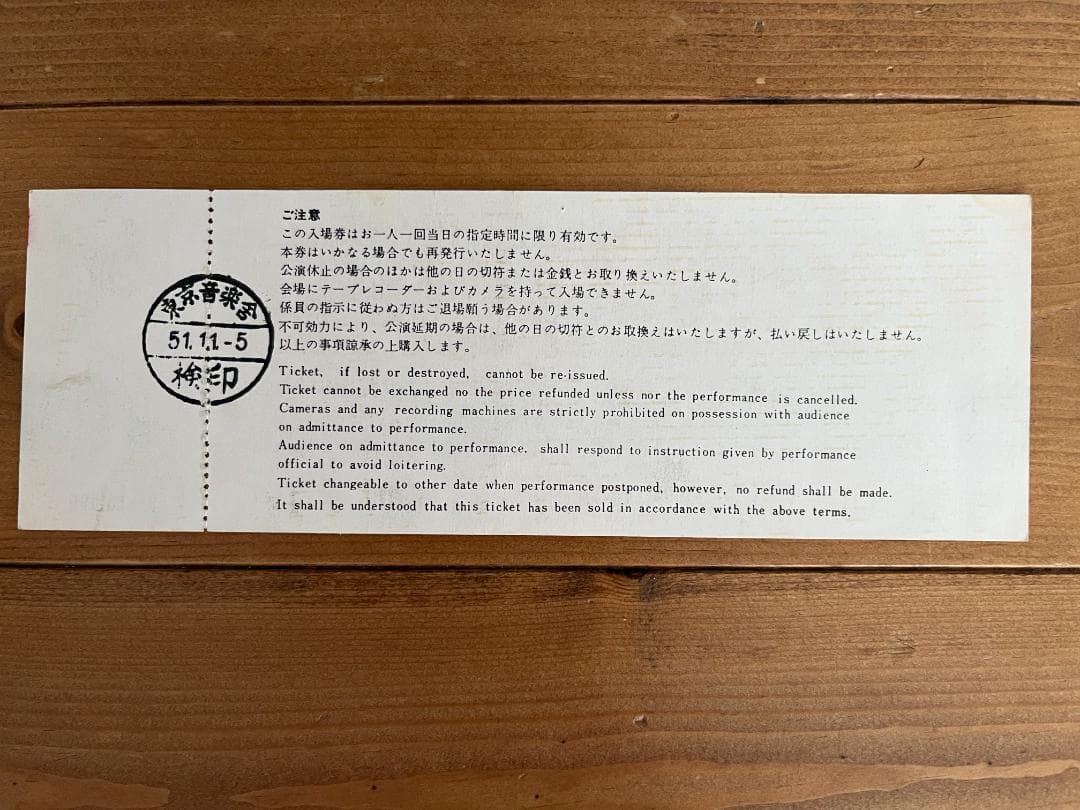 ご注意
この入場券はお一人一回当日の指定時間に限り有効です。
本券はいかなる場合でも再発行いたしません。
公演休止の場合のほかは他の日の切符または金銭とお取り換えいたしません。
会場にテープレコーダーおよびカメラを持って入場できません。
係員の指示に従わぬ方はご退場願う場合があります。
不可効力により、公演延期の場合は、他の日の切符とのお取換えはいたしますが、払い戻しはいたしません。
以上の事項諒承の上購入します。
東京音楽舎
51.11.-5
検印
Ticket, if lost or destroyed, cannot be re-issued.
Ticket cannot be exchanged no the price refunded unless nor the performance is cancelled.
Cameras and any recording machines are strictly prohibited on possession with audience
on admittance to performance.
Audience on admittance to performance. shall respond to instruction given by performance
official to avoid loitering.
Ticket changeable to other date when performance postponed, however, no refund shall be made.
It shall be understood that this ticket has been sold in accordance with the above terms.